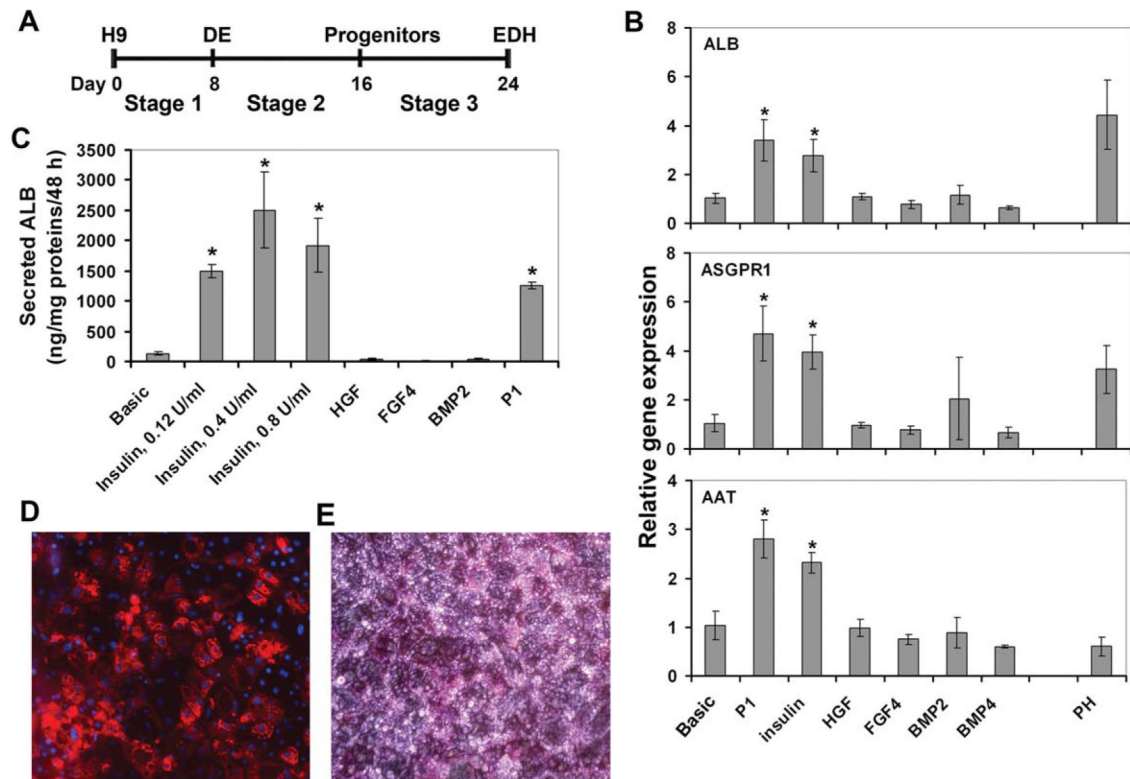 A
H9 DE Progenitors EDH
Day 0 8 16 24
Stage 1 Stage 2 Stage 3
B
ALB
8
6
4
2
0
ASGPR1
8
6
4
2
0
AAT
4
3
2
1
0
Relative gene expression
* *
* *
* *
Basic P1 insulin HGF FGF4 BMP2 BMP4 PH
C
Secreted ALB
(ng/mg proteins/48 h)
3500
3000
2500
2000
1500
1000
500
0
* * * *
Basic
Insulin, 0.12 U/ml
Insulin, 0.4 U/ml
Insulin, 0.8 U/ml
HGF
FGF4
BMP2
P1
D
E